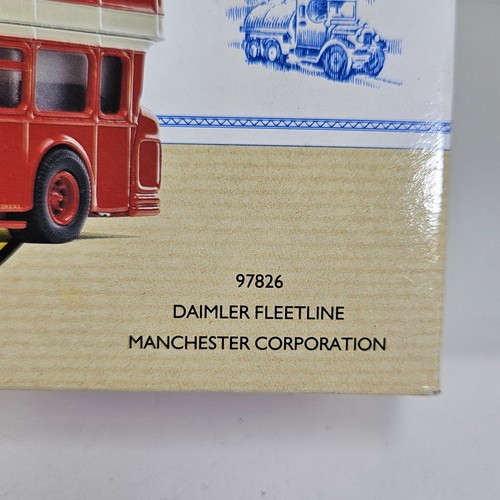 97826
DAIMLER FLEETLINE
MANCHESTER CORPORATION